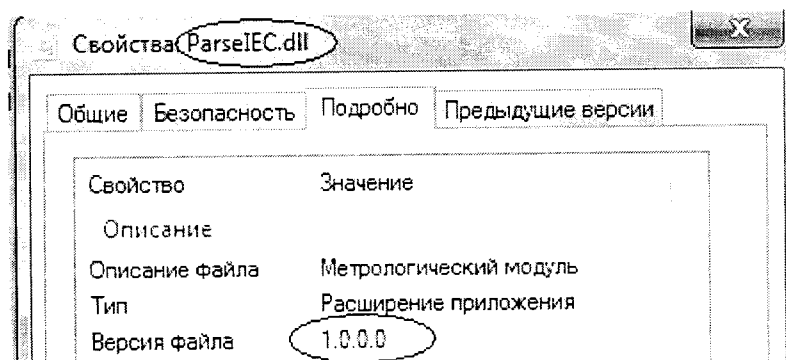 Свойства: ParseIEC.dll
Общие Безопасность Подробно Предыдущие версии
Свойство Значение
Описание
Описание файла Метрологический модуль
Тип Расширение приложения
Версия файла 1.0.0.0